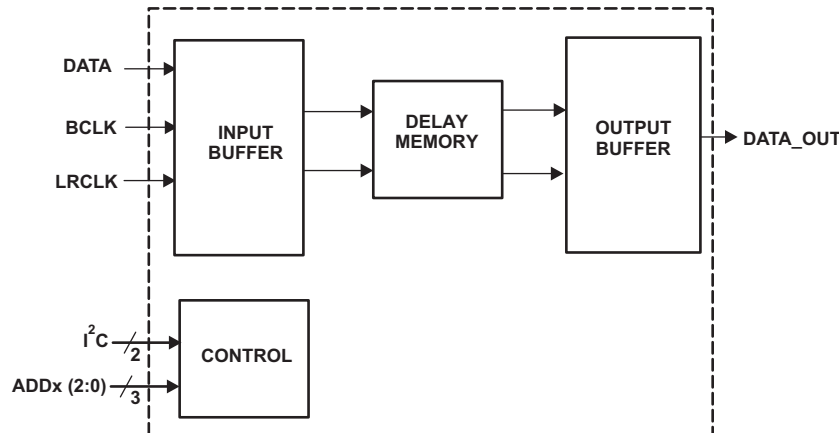 DATA
BCLK
LRCLK
INPUT
BUFFER
DELAY
MEMORY
OUTPUT
BUFFER
DATA_OUT
I²C
2
ADDx (2:0)
3
CONTROL